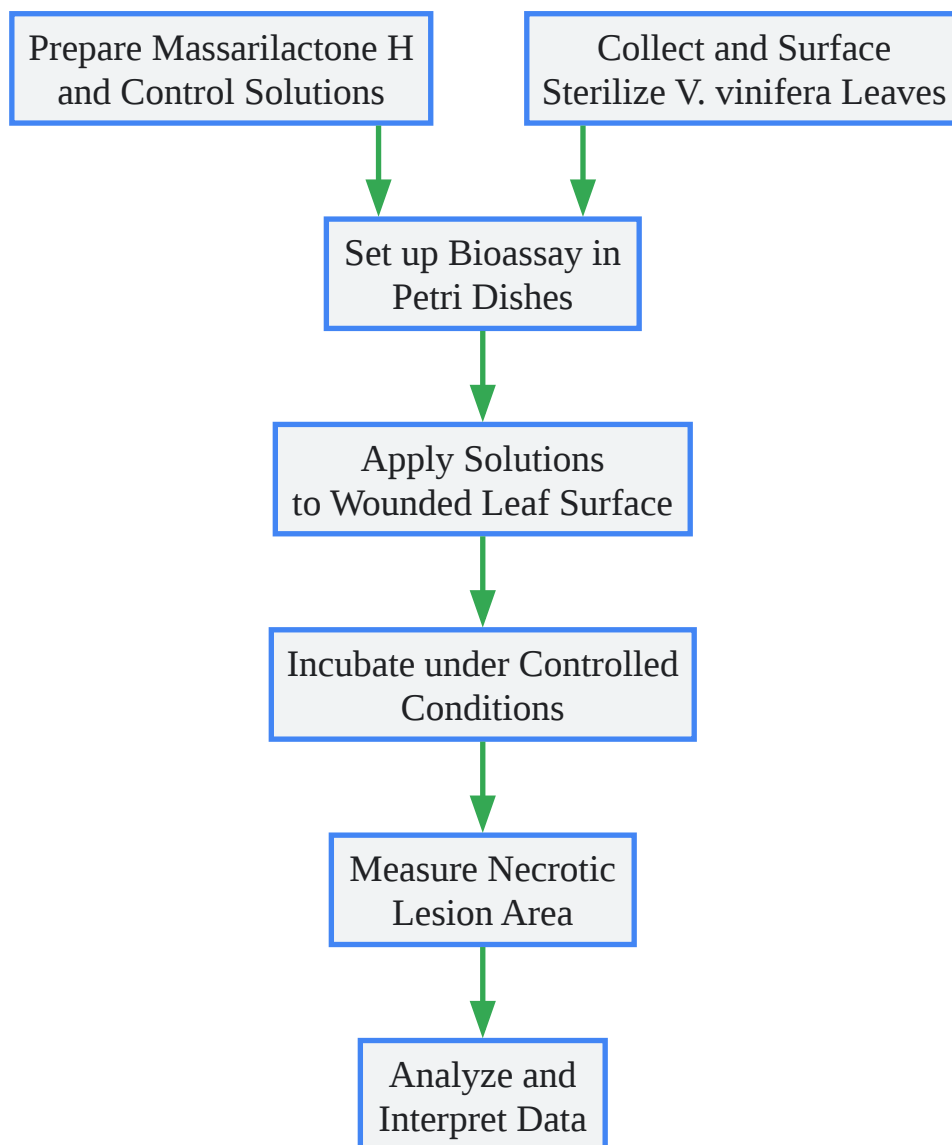 Prepare Massarilactone H
and Control Solutions
Collect and Surface
Sterilize V. vinifera Leaves
Set up Bioassay in
Petri Dishes
Apply Solutions
to Wounded Leaf Surface
Incubate under Controlled
Conditions
Measure Necrotic
Lesion Area
Analyze and
Interpret Data